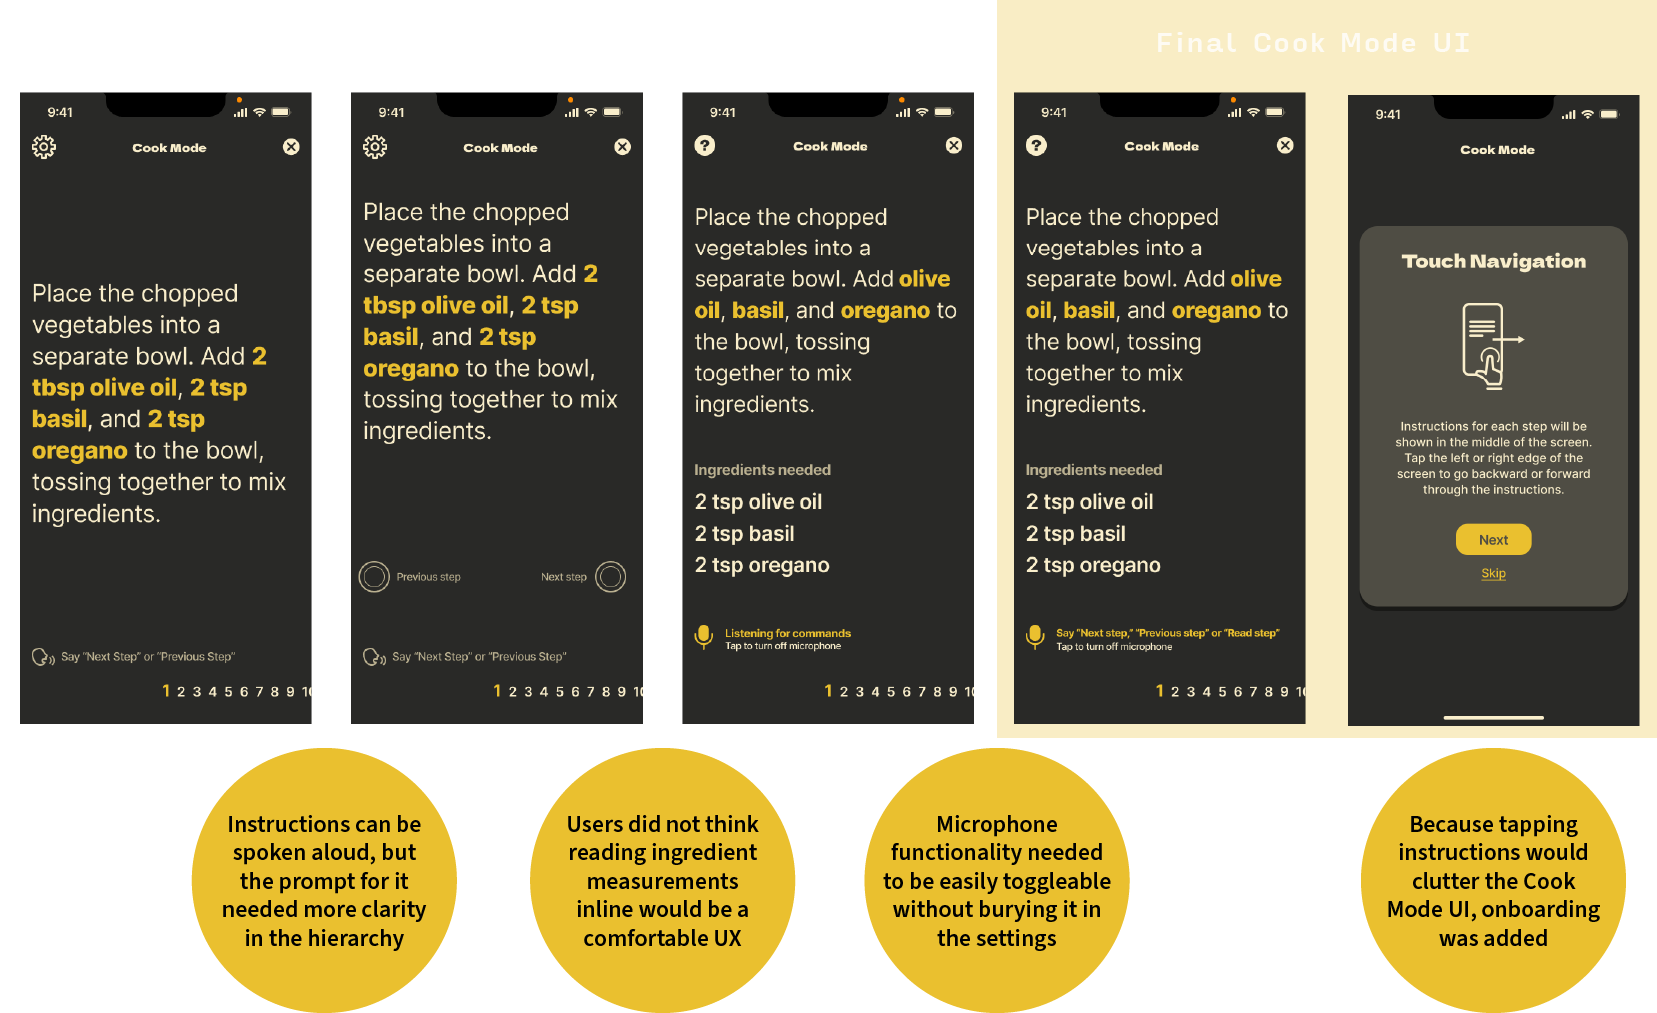 Final Cook Mode UI
9:41
Cook Mode
Place the chopped
vegetables into a
separate bowl. Add 2
tbsp olive oil, 2 tsp
basil, and 2 tsp
oregano to the bowl,
tossing together to mix
ingredients.
Say "Next Step" or "Previous Step"
1 2 3 4 5 6 7 8 9 10
9:41
Cook Mode
Place the chopped
vegetables into a
separate bowl. Add 2
tbsp olive oil, 2 tsp
basil, and 2 tsp
oregano to the bowl,
tossing together to mix
ingredients.
Previous step
Next step
Say "Next Step" or "Previous Step"
1 2 3 4 5 6 7 8 9 10
9:41
?
Cook Mode
Place the chopped
vegetables into a
separate bowl. Add olive
oil, basil, and oregano to
the bowl, tossing
together to mix
ingredients.
Ingredients needed
2 tsp olive oil
2 tsp basil
2 tsp oregano
Listening for commands
Tap to turn off microphone
1 2 3 4 5 6 7 8 9 10
9:41
?
Cook Mode
Place the chopped
vegetables into a
separate bowl. Add olive
oil, basil, and oregano to
the bowl, tossing
together to mix
ingredients.
Ingredients needed
2 tsp olive oil
2 tsp basil
2 tsp oregano
Say "Next step," "Previous step" or "Read step"
Tap to turn off microphone
1 2 3 4 5 6 7 8 9 10
9:41
Cook Mode
Touch Navigation
Instructions for each step will be
shown in the middle of the screen.
Tap the left or right edge of the
screen to go backward or forward
through the instructions.
Next
Skip
Instructions can be
spoken aloud, but
the prompt for it
needed more clarity
in the hierarchy
Users did not think
reading ingredient
measurements
inline would be a
comfortable UX
Microphone
functionality needed
to be easily toggleable
without burying it in
the settings
Because tapping
instructions would
clutter the Cook
Mode UI, onboarding
was added